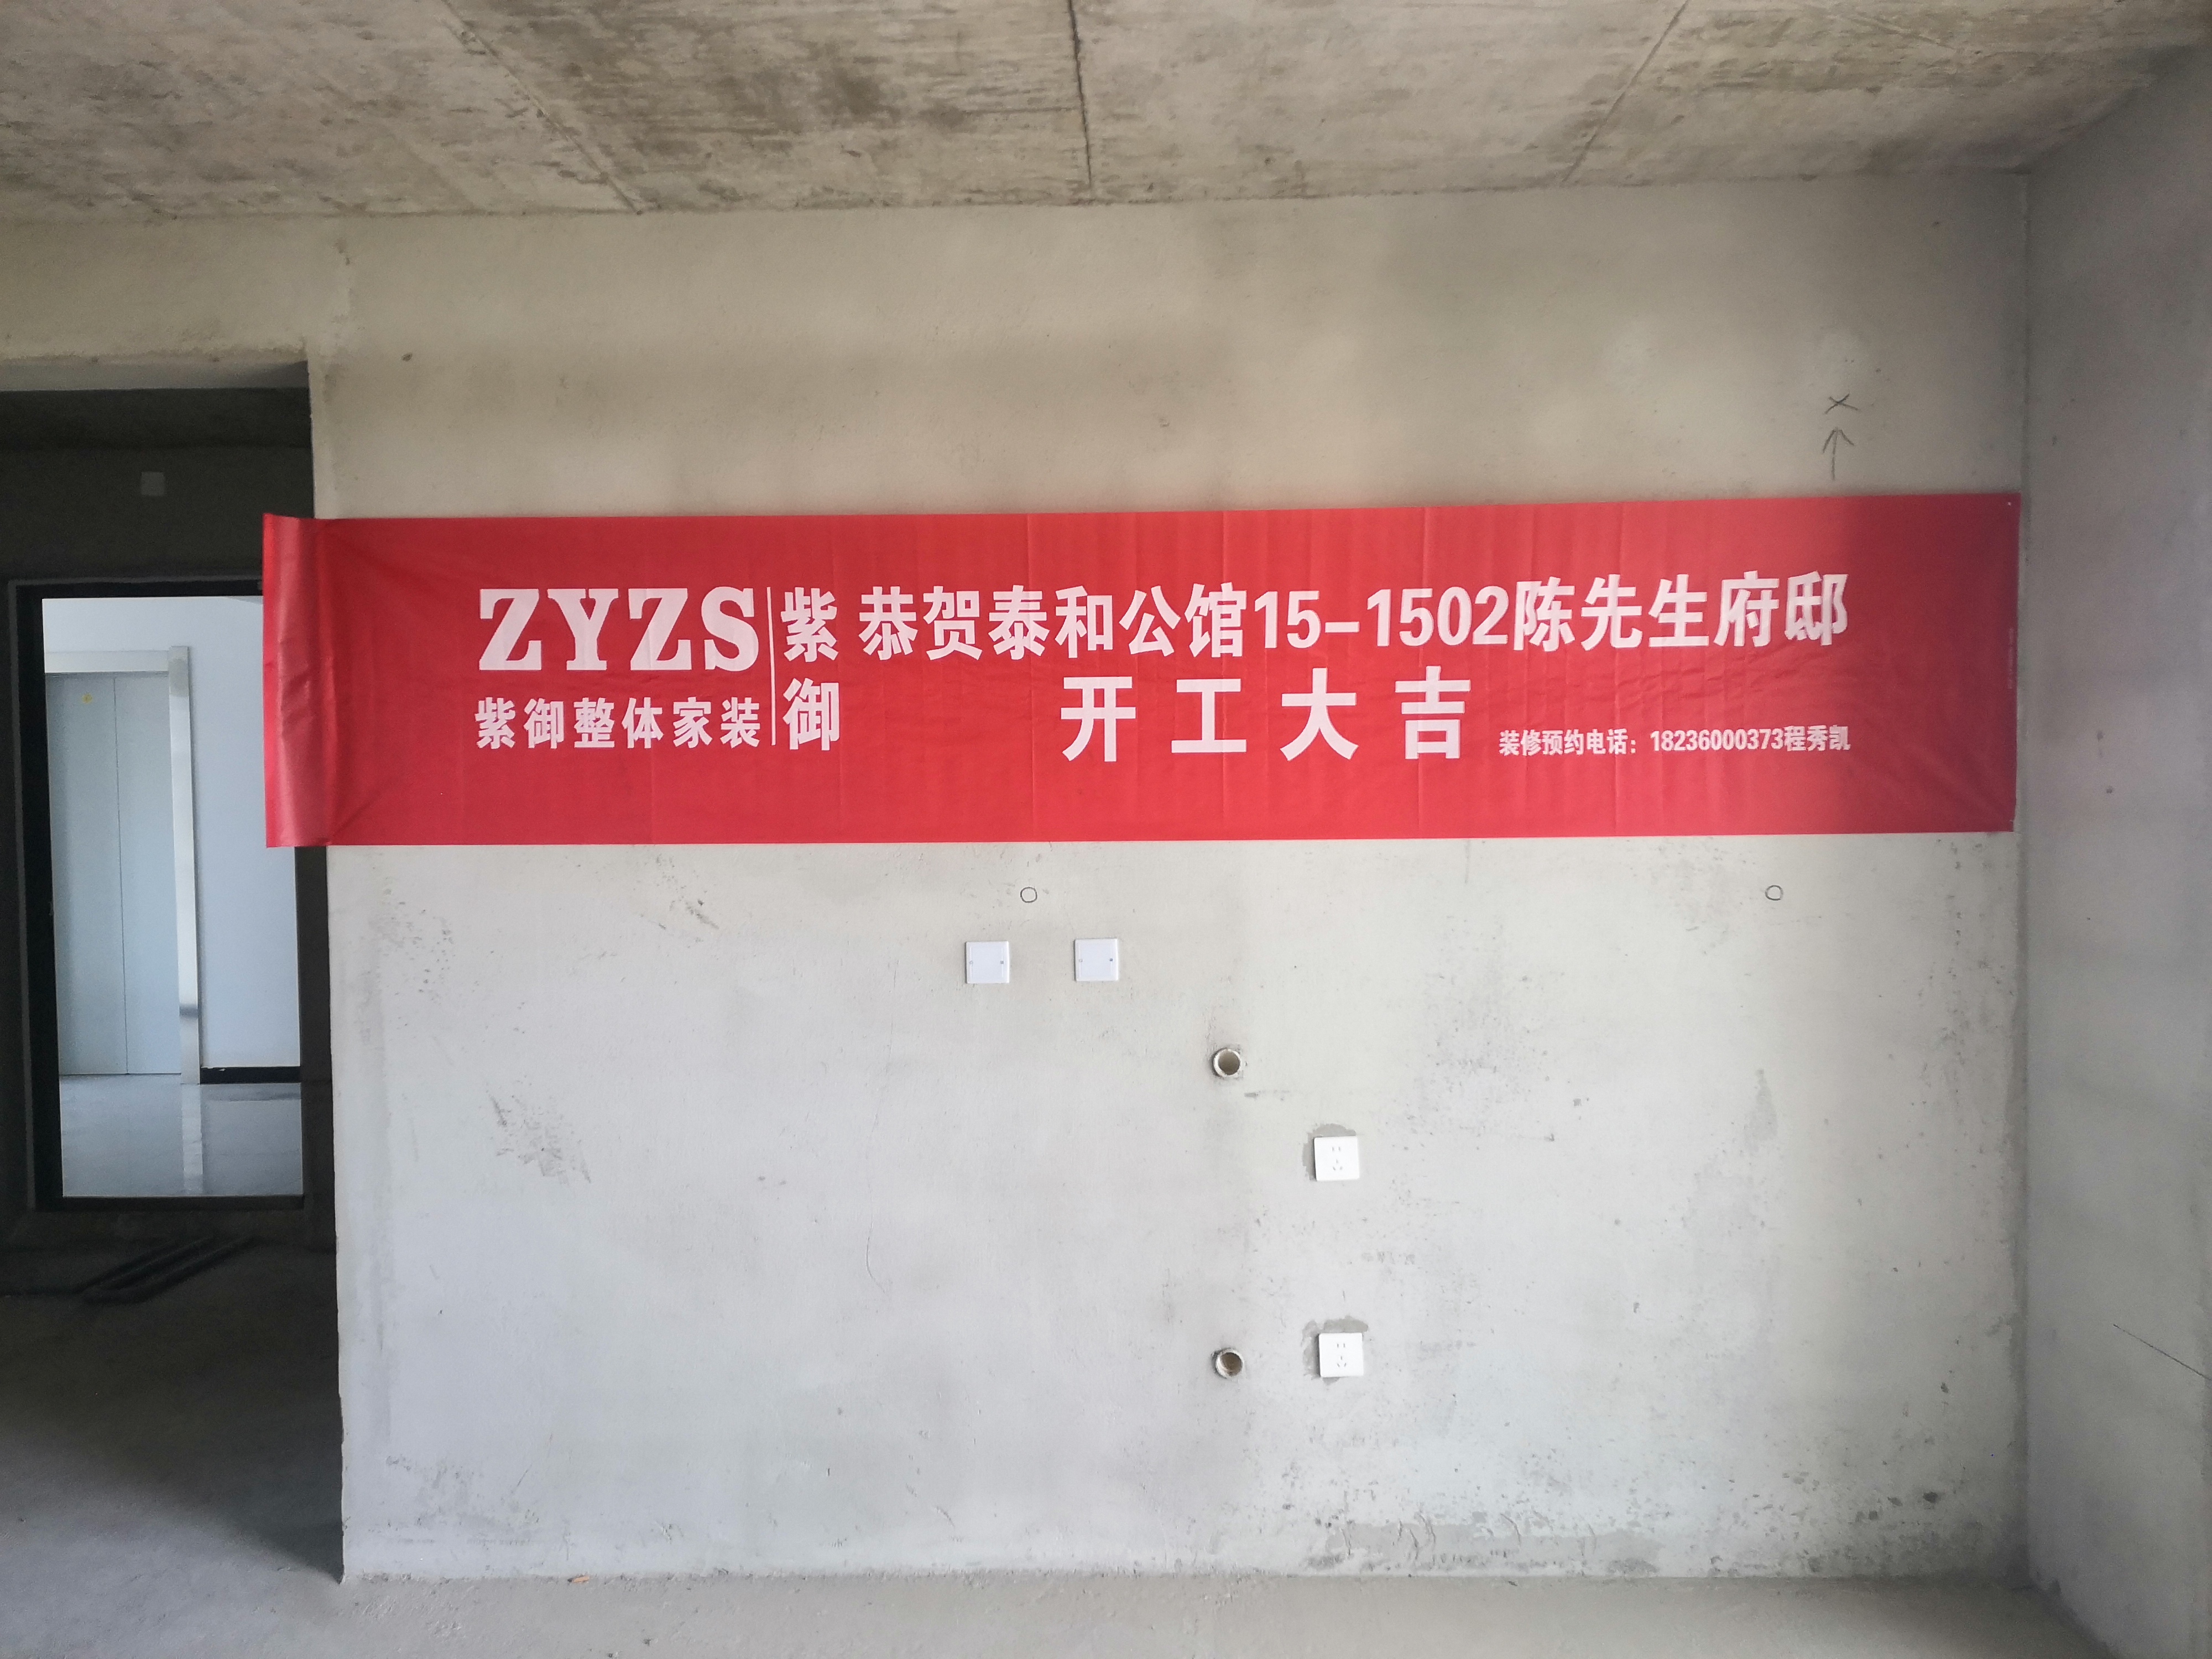 ZYZS
紫御整体家装
紫御
恭贺泰和公馆15-1502陈先生府邸
开工大吉
装修预约电话：18236000373程秀凯